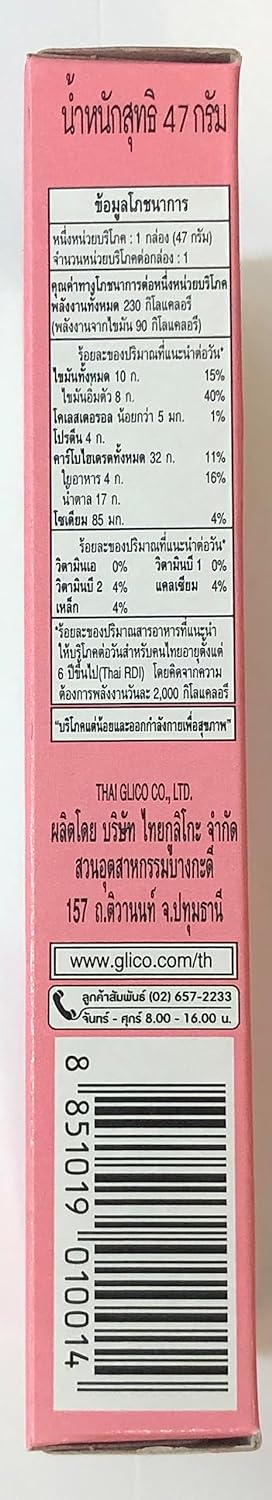 น้ำหนักสุทธิ 47 กรัม
ข้อมูลโภชนาการ
หนึ่งหน่วยบริโภค : 1 กล่อง (47 กรัม)
จำนวนหน่วยบริโภคต่อกล่อง : 1
คุณค่าทางโภชนาการต่อหนึ่งหน่วยบริโภค
พลังงานทั้งหมด 230 กิโลแคลอรี
(พลังงานจากไขมัน 90 กิโลแคลอรี)
ร้อยละของปริมาณที่แนะนำต่อวัน*
ไขมันทั้งหมด 10 ก. 15%
ไขมันอิ่มตัว 8 ก. 40%
โคเลสเตอรอล น้อยกว่า 5 มก. 1%
โปรตีน 4 ก.
คาร์โบไฮเดรตทั้งหมด 32 ก. 11%
ใยอาหาร 4 ก. 16%
น้ำตาล 17 ก.
โซเดียม 85 มก. 4%
ร้อยละของปริมาณที่แนะนำต่อวัน*
วิตามินเอ 0% วิตามินบี 1 0%
วิตามินบี 2 4% แคลเซียม 4%
เหล็ก 4%
*ร้อยละของปริมาณสารอาหารที่แนะนำ
ให้บริโภคต่อวันสำหรับคนไทยอายุตั้งแต่
6 ปีขึ้นไป(Thai RDI) โดยคิดจากความ
ต้องการพลังงานวันละ 2,000 กิโลแคลอรี
"บริโภคแต่น้อยและออกกำลังกายเพื่อสุขภาพ"
THAI GLICO CO., LTD.
ผลิตโดย บริษัท ไทยกูลิโกะ จำกัด
สวนอุตสาหกรรมบางกะดี
157 ถ.ติวานนท์ จ.ปทุมธานี
www.glico.com/th
ลูกค้าสัมพันธ์ (02) 657-2233
จันทร์ - ศุกร์ 8.00 - 16.00 น.
8 851019 010014